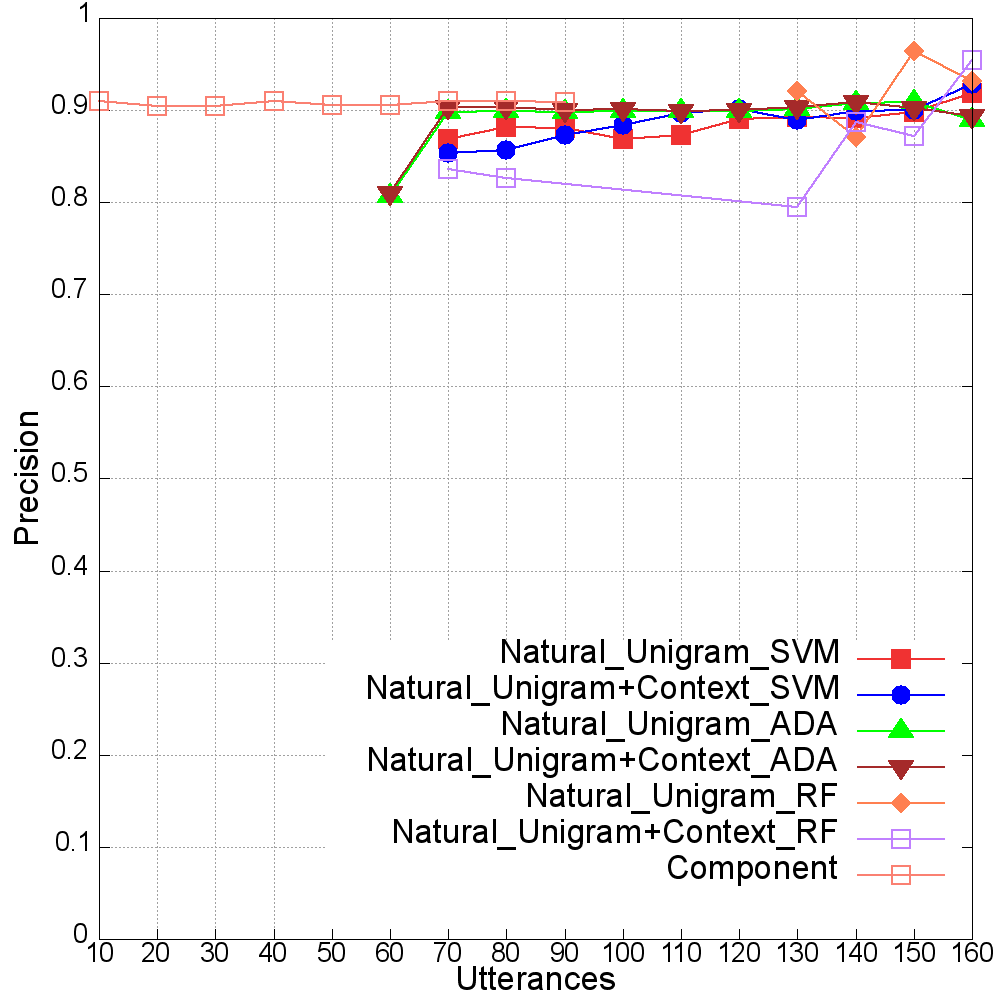 1
0.9
0.8
0.7
0.6
0.5
0.4
0.3
0.2
0.1
0
Precision
Natural_Unigram_SVM
Natural_Unigram+Context_SVM
Natural_Unigram_ADA
Natural_Unigram+Context_ADA
Natural_Unigram_RF
Natural_Unigram+Context_RF
Component
10 20 30 40 50 60 70 80 90 100 110 120 130 140 150 160
Utterances